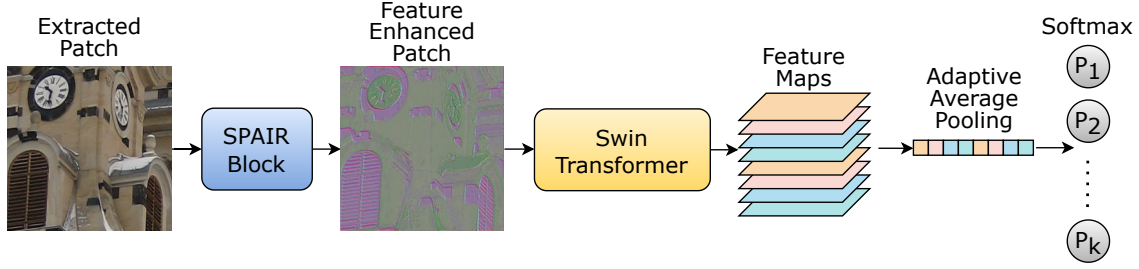 Extracted
Patch
SPAIR
Block
Feature
Enhanced
Patch
Swin
Transformer
Feature
Maps
Adaptive
Average
Pooling
Softmax
P1
P2
Pk